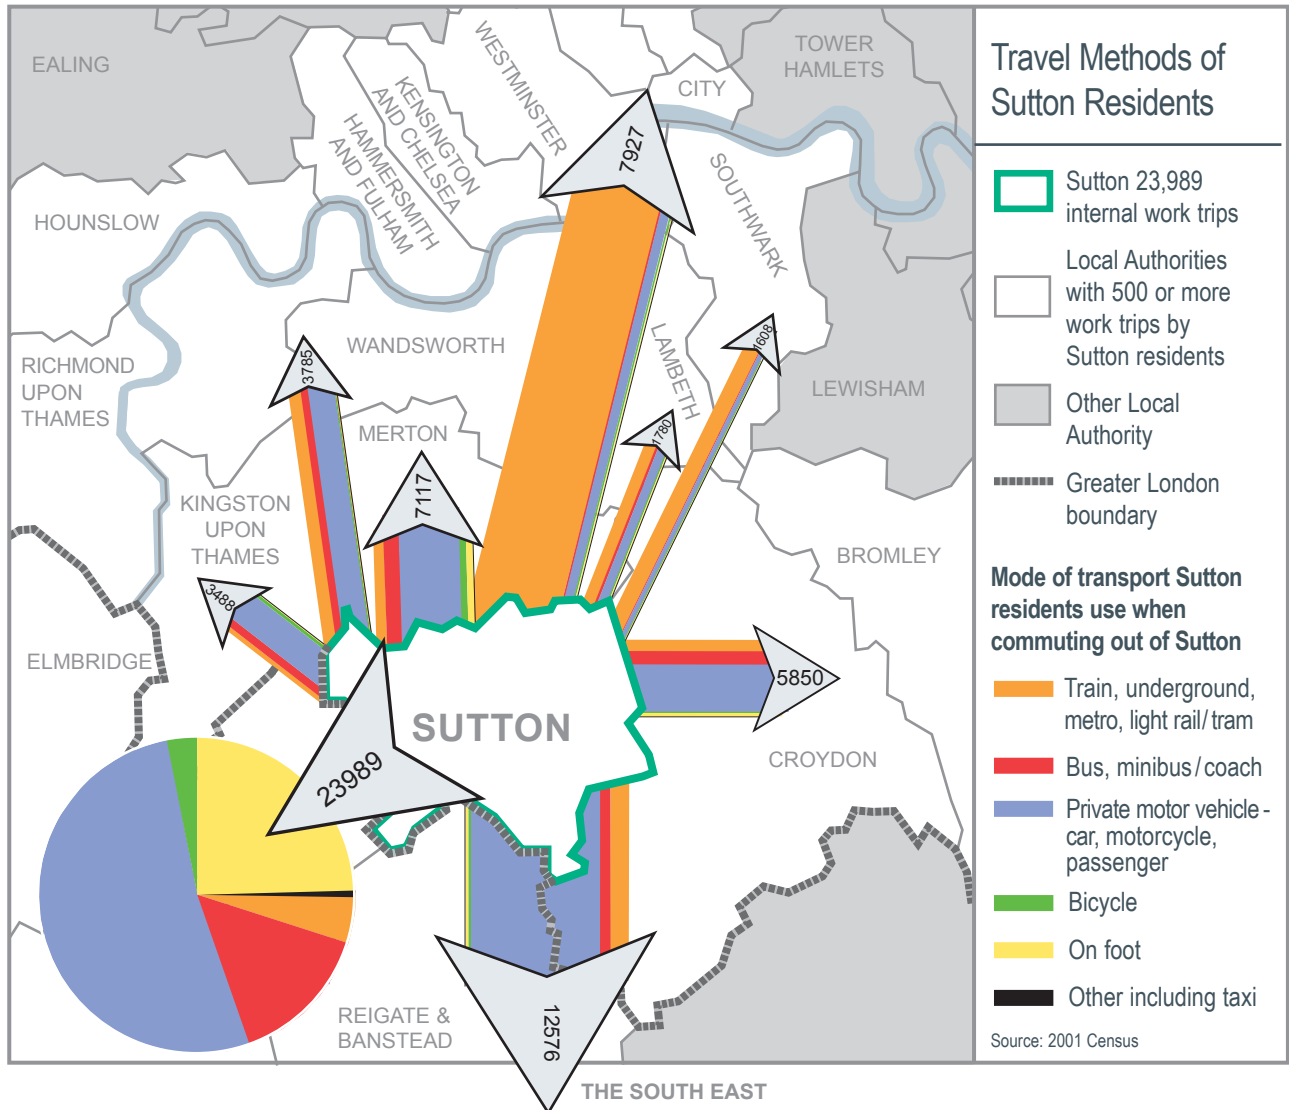 EALING
HOUNSLOW
RICHMOND
UPON
THAMES
KINGSTON
UPON
THAMES
ELMBRIDGE
HAMMERSMITH
AND FULHAM
KENSINGTON
AND CHELSEA
WESTMINSTER
CITY
TOWER
HAMLETS
SOUTHWARK
WANDSWORTH
MERTON
LAMBETH
LEWISHAM
BROMLEY
CROYDON
SUTTON
REIGATE &
BANSTEAD
THE SOUTH EAST
7927
1608
3785
1780
7117
3488
5850
23989
12576
Travel Methods of
Sutton Residents
Sutton 23,989
internal work trips
Local Authorities
with 500 or more
work trips by
Sutton residents
Other Local
Authority
Greater London
boundary
Mode of transport Sutton
residents use when
commuting out of Sutton
Train, underground,
metro, light rail/tram
Bus, minibus/coach
Private motor vehicle -
car, motorcycle,
passenger
Bicycle
On foot
Other including taxi
Source: 2001 Census